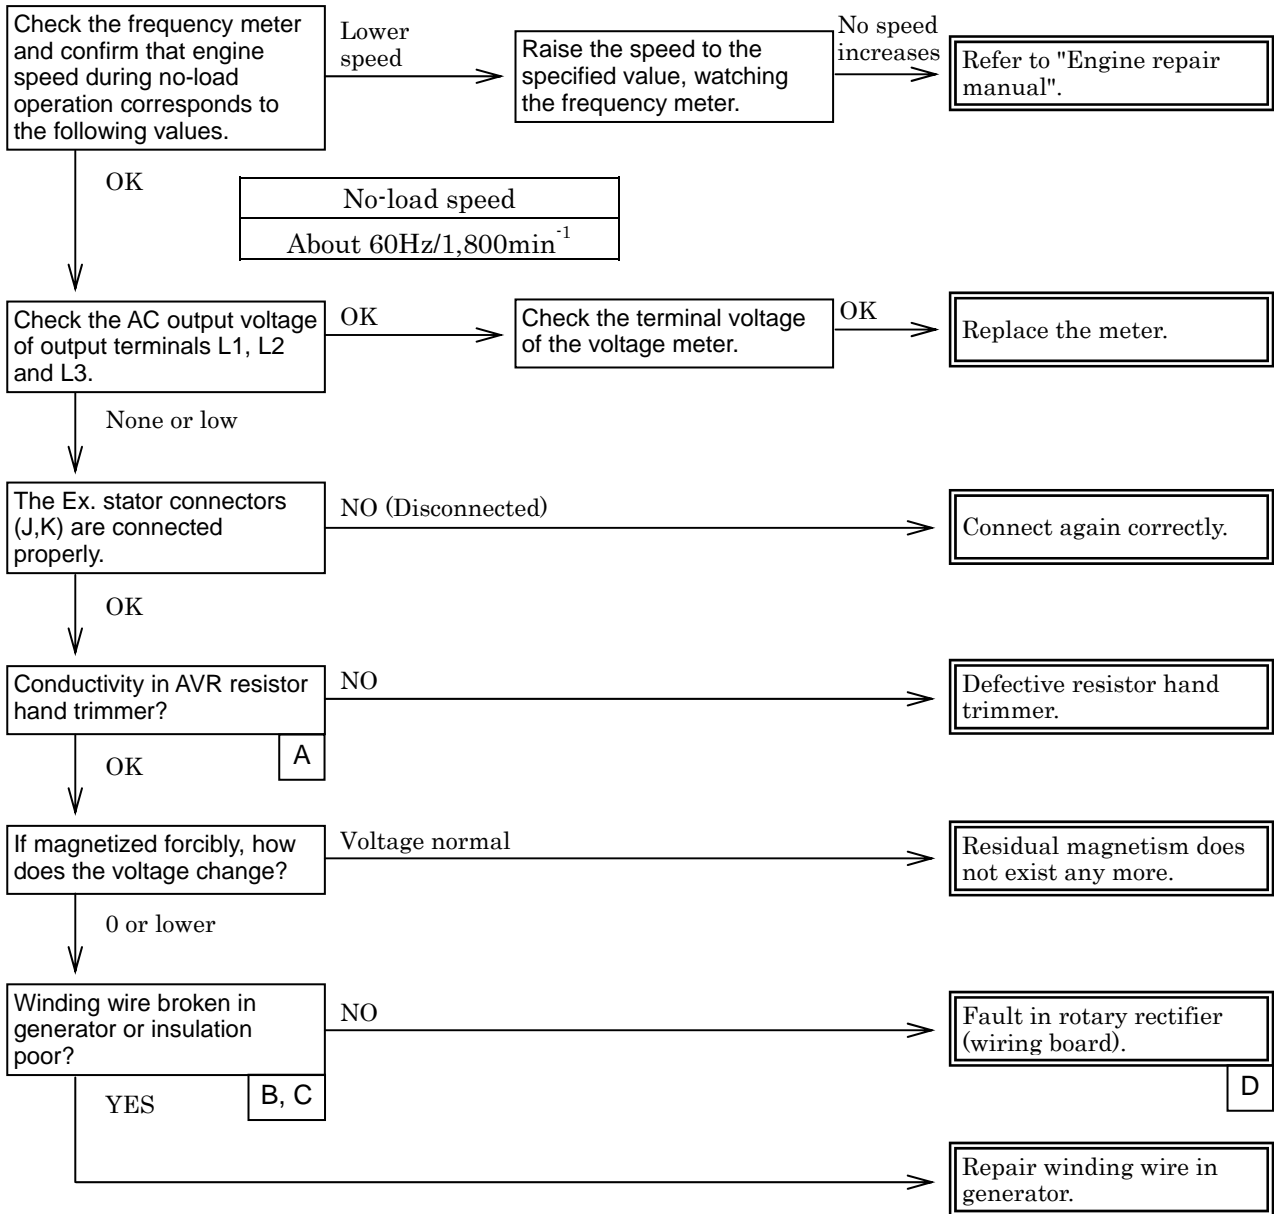 Check the frequency meter
and confirm that engine
speed during no-load
operation corresponds to
the following values.
Lower
speed
Raise the speed to the
specified value, watching
the frequency meter.
No speed
increases
Refer to "Engine repair
manual".
OK
No-load speed
About 60Hz/1,800min⁻¹
Check the AC output voltage
of output terminals L1, L2
and L3.
OK
Check the terminal voltage
of the voltage meter.
OK
Replace the meter.
None or low
The Ex. stator connectors
(J,K) are connected
properly.
NO (Disconnected)
Connect again correctly.
OK
Conductivity in AVR resistor
hand trimmer?
A
NO
Defective resistor hand
trimmer.
OK
If magnetized forcibly, how
does the voltage change?
Voltage normal
Residual magnetism does
not exist any more.
0 or lower
Winding wire broken in
generator or insulation
poor?
B, C
NO
Fault in rotary rectifier
(wiring board).
D
YES
Repair winding wire in
generator.